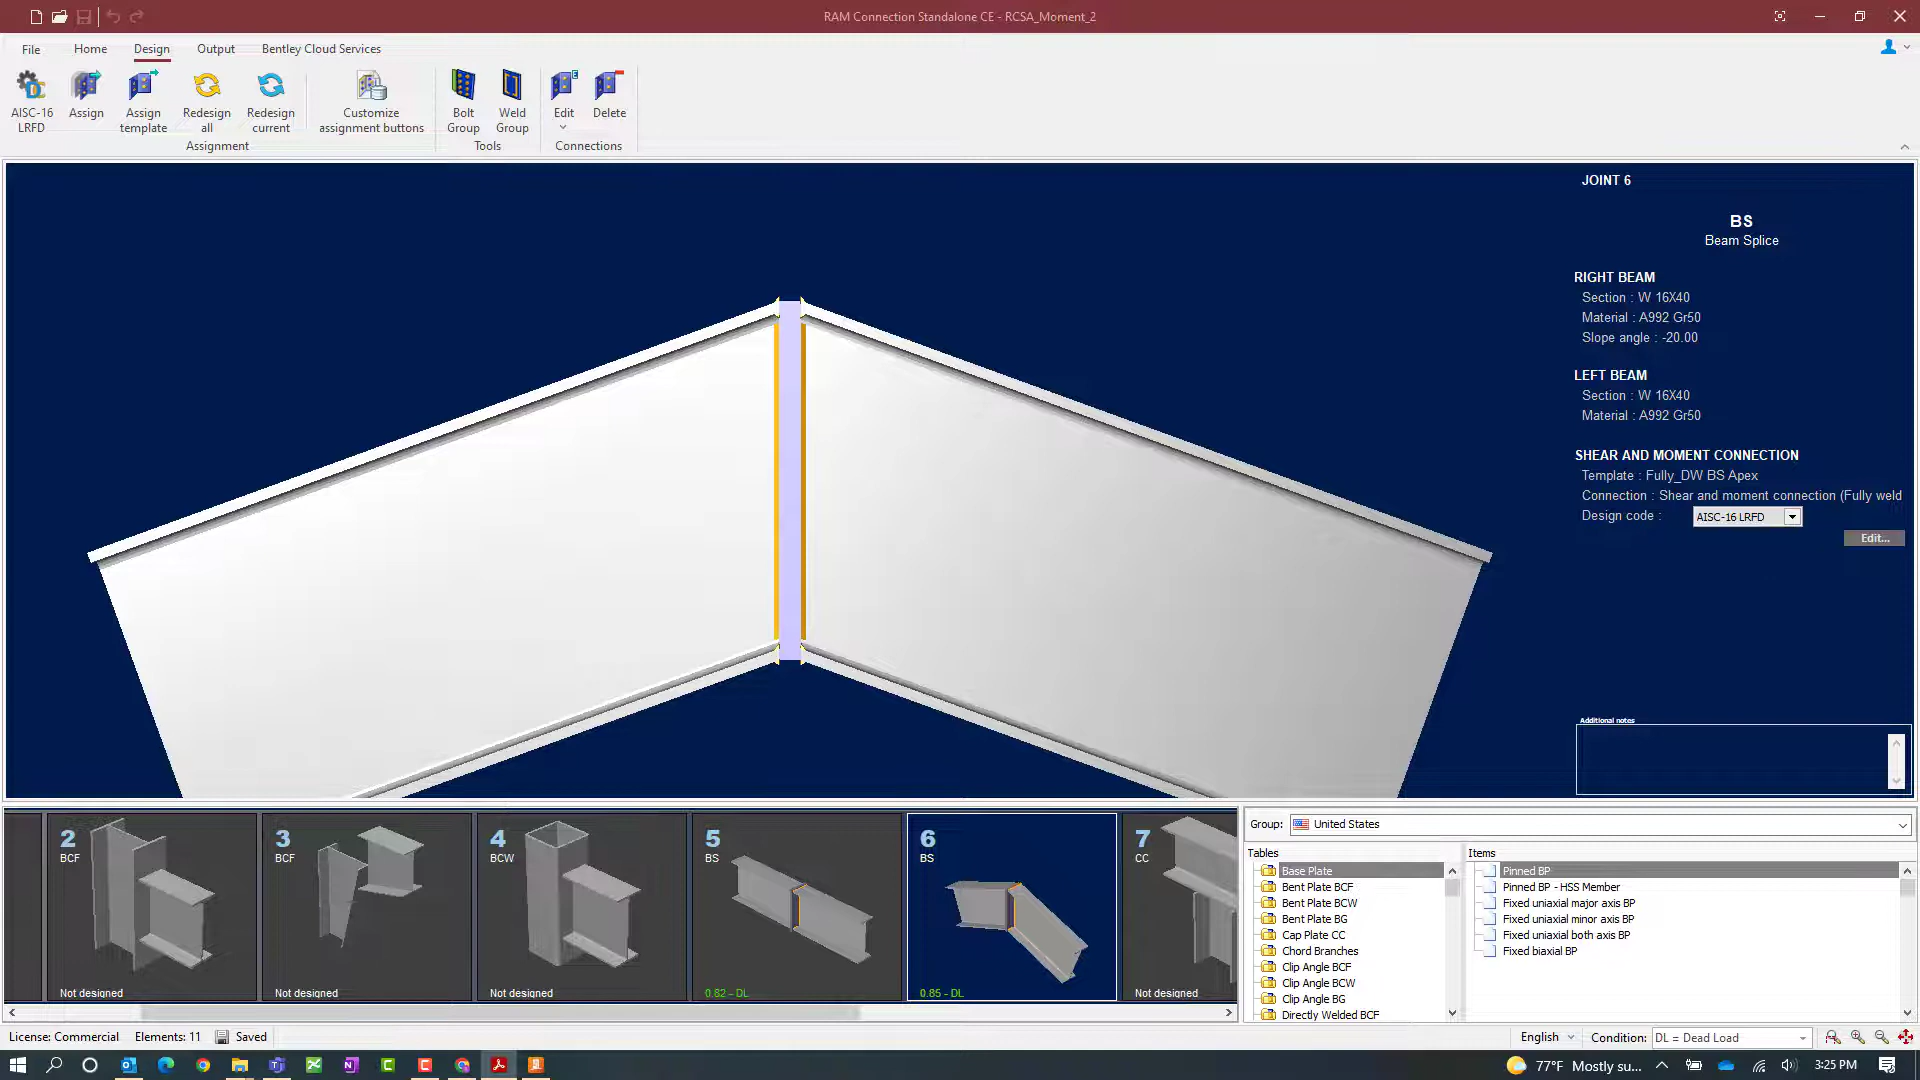 RAM Connection Standalone CE - RCSA_Moment_2
File Home Design Output Bentley Cloud Services
AISC-16 LRFD
Assign
Assign template
Redesign all
Redesign current
Customize assignment buttons
Bolt Group
Weld Group
Edit
Delete
Assignment Tools Connections
JOINT 6
BS
Beam Splice
RIGHT BEAM
Section : W 16X40
Material : A992 Gr50
Slope angle : -20.00
LEFT BEAM
Section : W 16X40
Material : A992 Gr50
SHEAR AND MOMENT CONNECTION
Template : Fully_DW BS Apex
Connection : Shear and moment connection (Fully weld
Design code : AISC-16 LRFD
Edit...
Additional notes
2
BCF
Not designed
3
BCF
Not designed
4
BCW
Not designed
5
BS
0.82 - DL
6
BS
0.85 - DL
7
CC
Not designed
Group: United States
Tables
Base Plate
Bent Plate BCF
Bent Plate BCW
Bent Plate BG
Cap Plate CC
Chord Branches
Clip Angle BCF
Clip Angle BCW
Clip Angle BG
Directly Welded BCF
Items
Pinned BP
Pinned BP - HSS Member
Fixed uniaxial major axis BP
Fixed uniaxial minor axis BP
Fixed uniaxial both axis BP
Fixed biaxial BP
License: Commercial Elements: 11 Saved English Condition: DL = Dead Load
77°F Mostly su... 3:25 PM